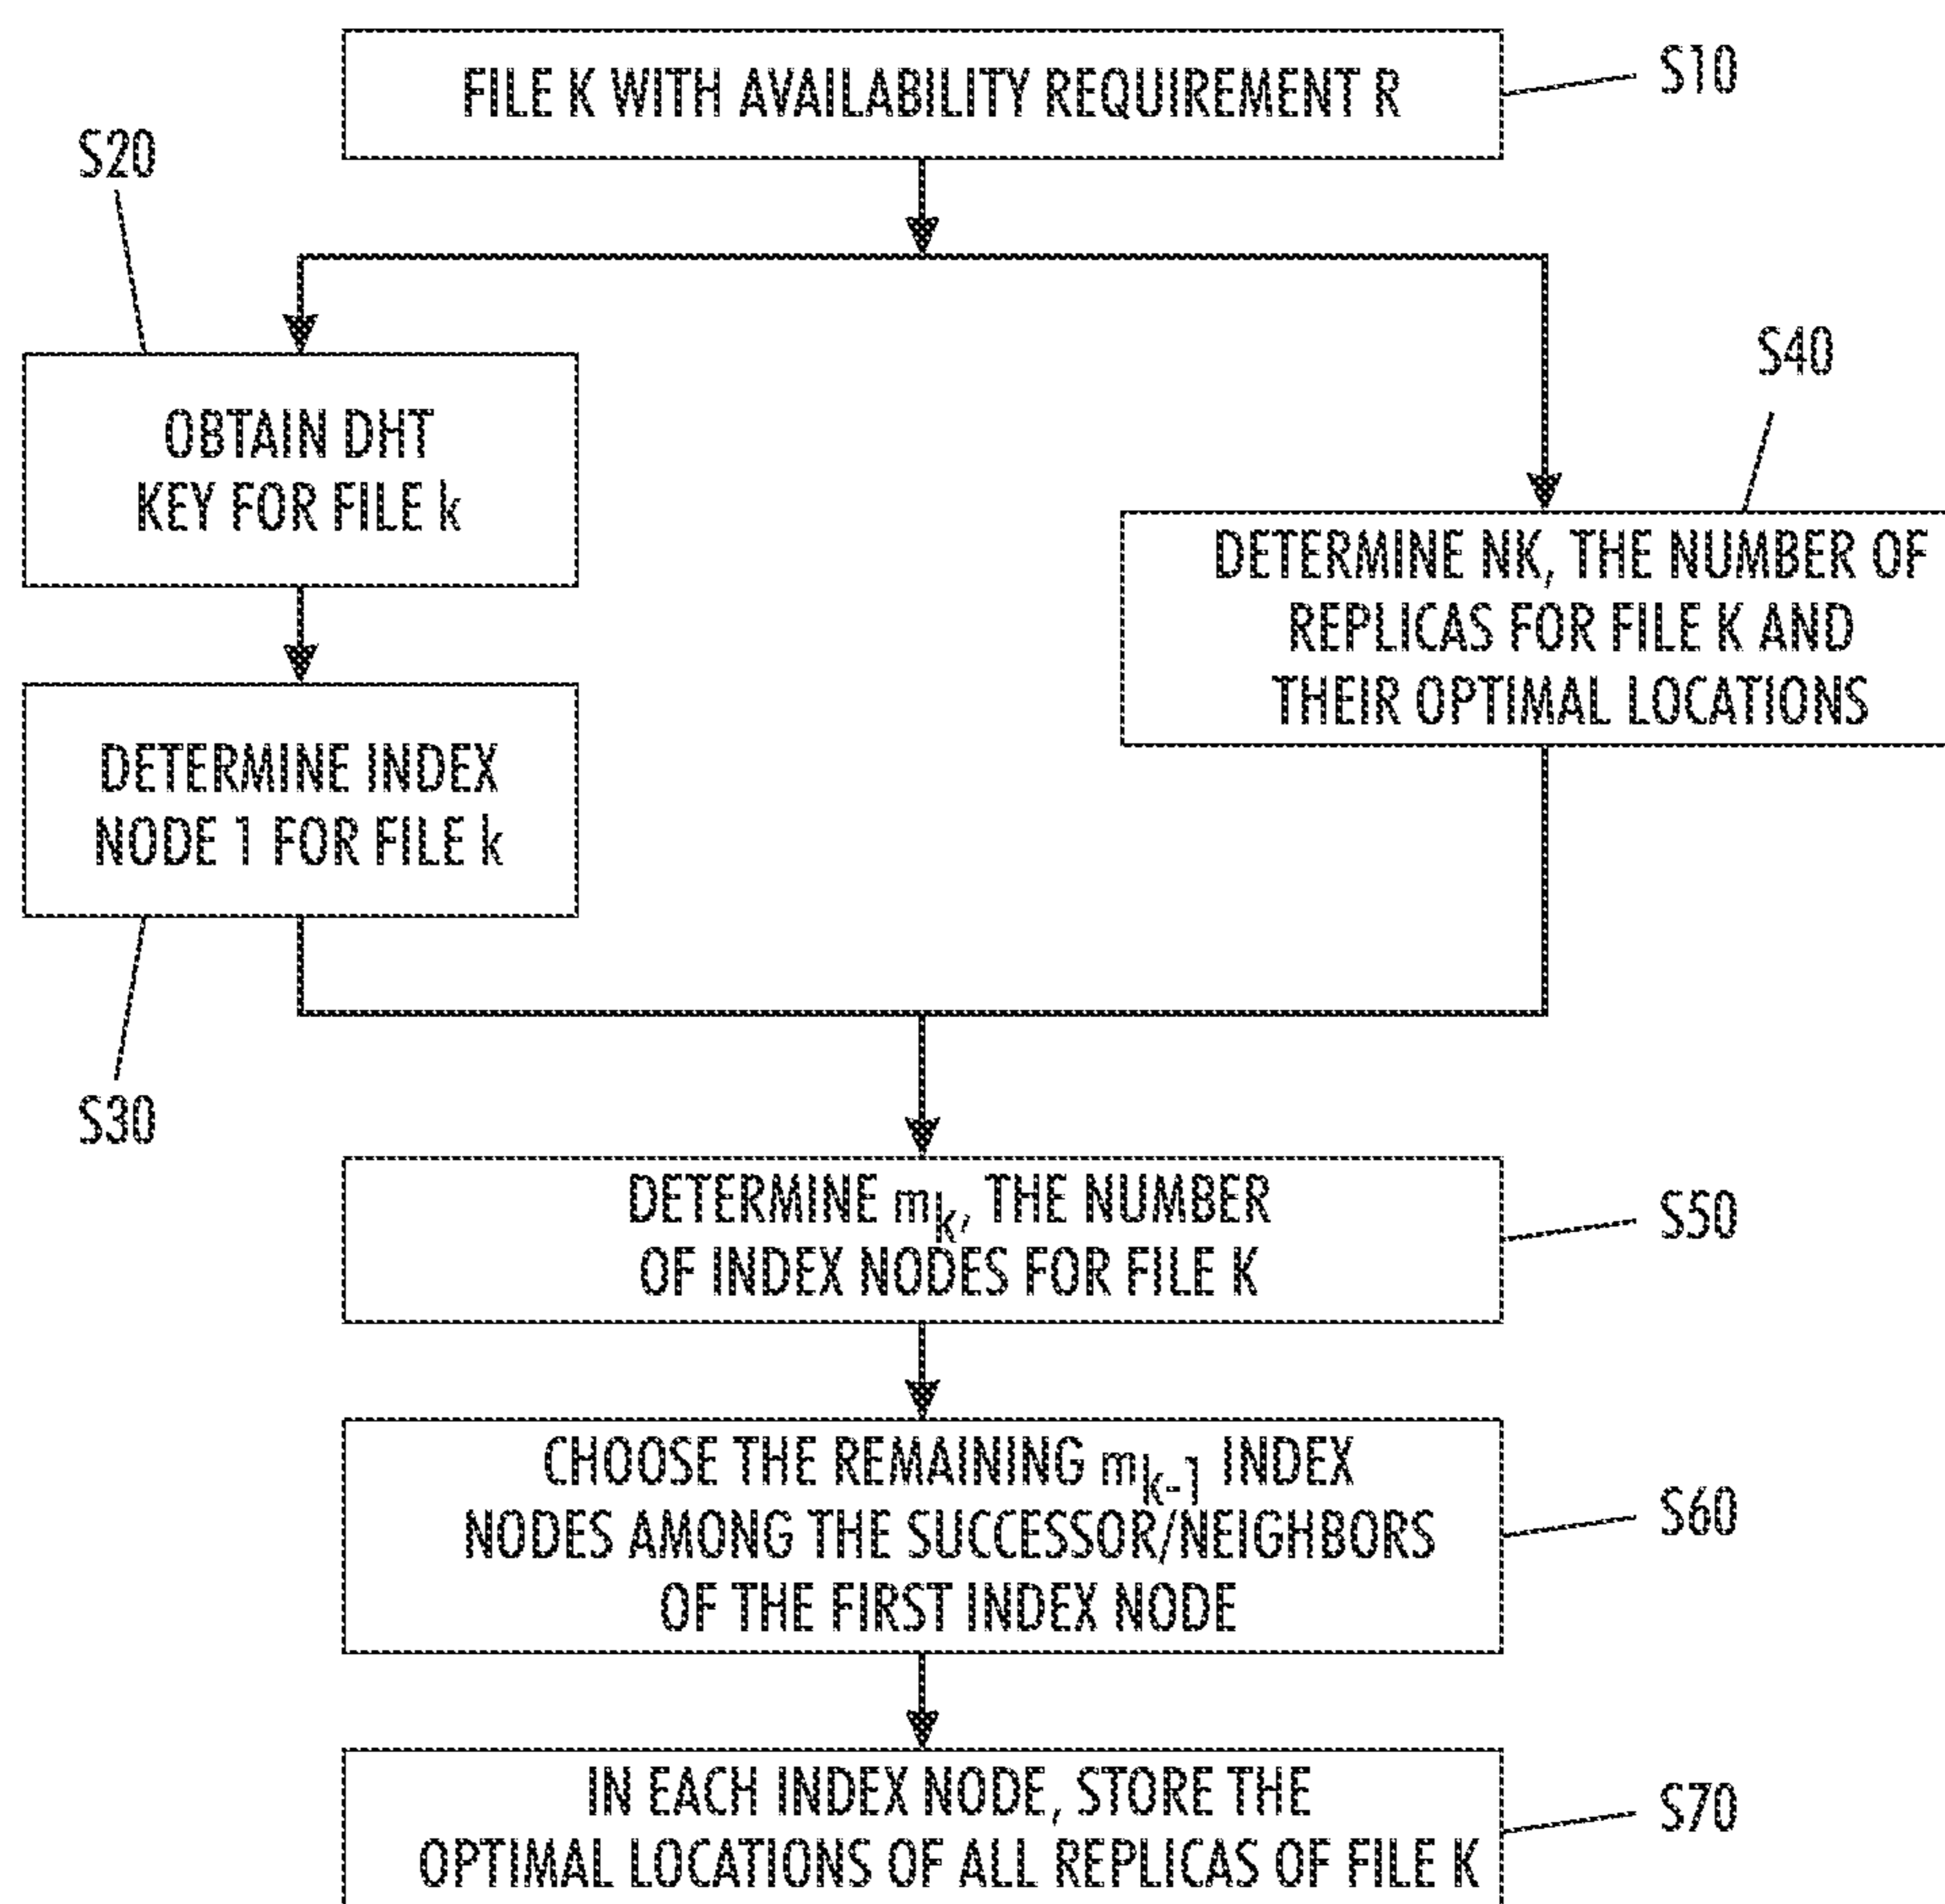 FILE K WITH AVAILABILITY REQUIREMENT R
S10
S20
OBTAIN DHT
KEY FOR FILE k
S40
DETERMINE NK, THE NUMBER OF
REPLICAS FOR FILE K AND
THEIR OPTIMAL LOCATIONS
DETERMINE INDEX
NODE 1 FOR FILE k
S30
DETERMINE mk, THE NUMBER
OF INDEX NODES FOR FILE K
S50
CHOOSE THE REMAINING mk-1 INDEX
NODES AMONG THE SUCCESSOR/NEIGHBORS
OF THE FIRST INDEX NODE
S60
IN EACH INDEX NODE, STORE THE
OPTIMAL LOCATIONS OF ALL REPLICAS OF FILE K
S70